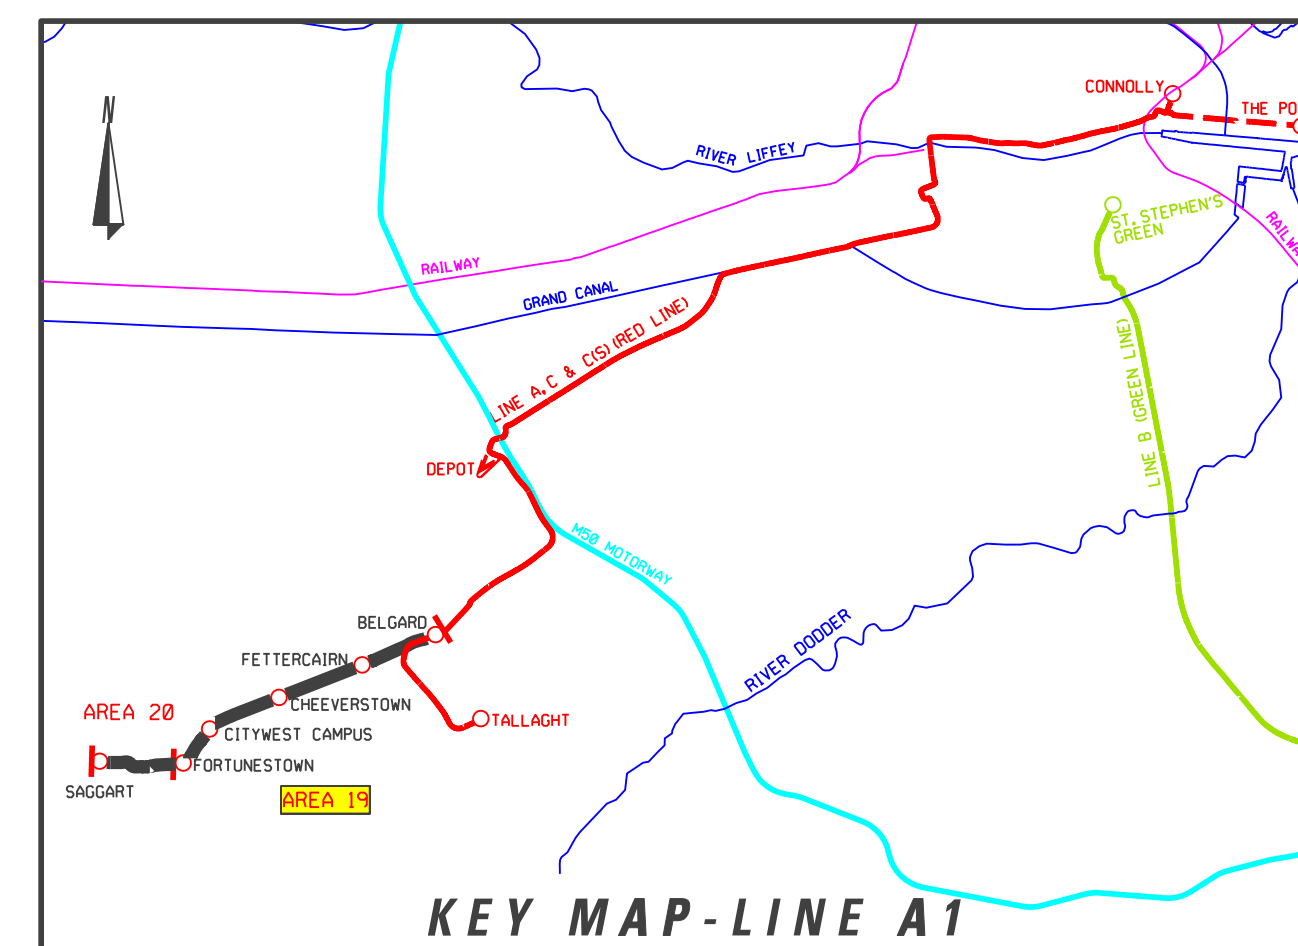 N
CONNOLLY
THE PO
RIVER LIFFEY
ST. STEPHEN'S
GREEN
RAILWA
RAILWAY
GRAND CANAL
LINE A,C & C(S)(RED LINE)
LINE B (GREEN LINE)
DEPOT
M50 MOTORWAY
BELGARD
RIVER DODDER
FETTERCAIRN
CHEEVERSTOWN
AREA 20
TALLAGHT
CITYWEST CAMPUS
FORTUNESTOWN
SAGGART
AREA 19
KEY MAP-LINE A1